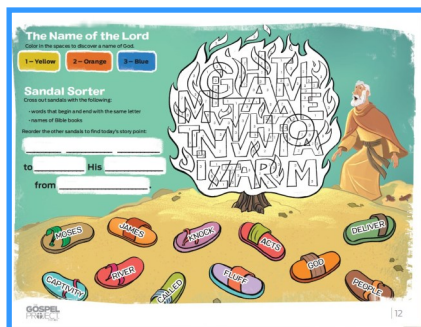 The Name of the Lord
Color in the spaces to discover a name of God.
1 – Yellow
2 – Orange
3 – Blue
Sandal Sorter
Cross out sandals with the following:
- words that begin and end with the same letter
- names of Bible books
Reorder the other sandals to find today's story point:
to
His
from
.
MOSES
JAMES
KNOCK
ACTS
DELIVER
CAPTIVITY
RIVER
CALLED
FLUFF
GOD
PEOPLE
THE GOSPEL PROJECT
12